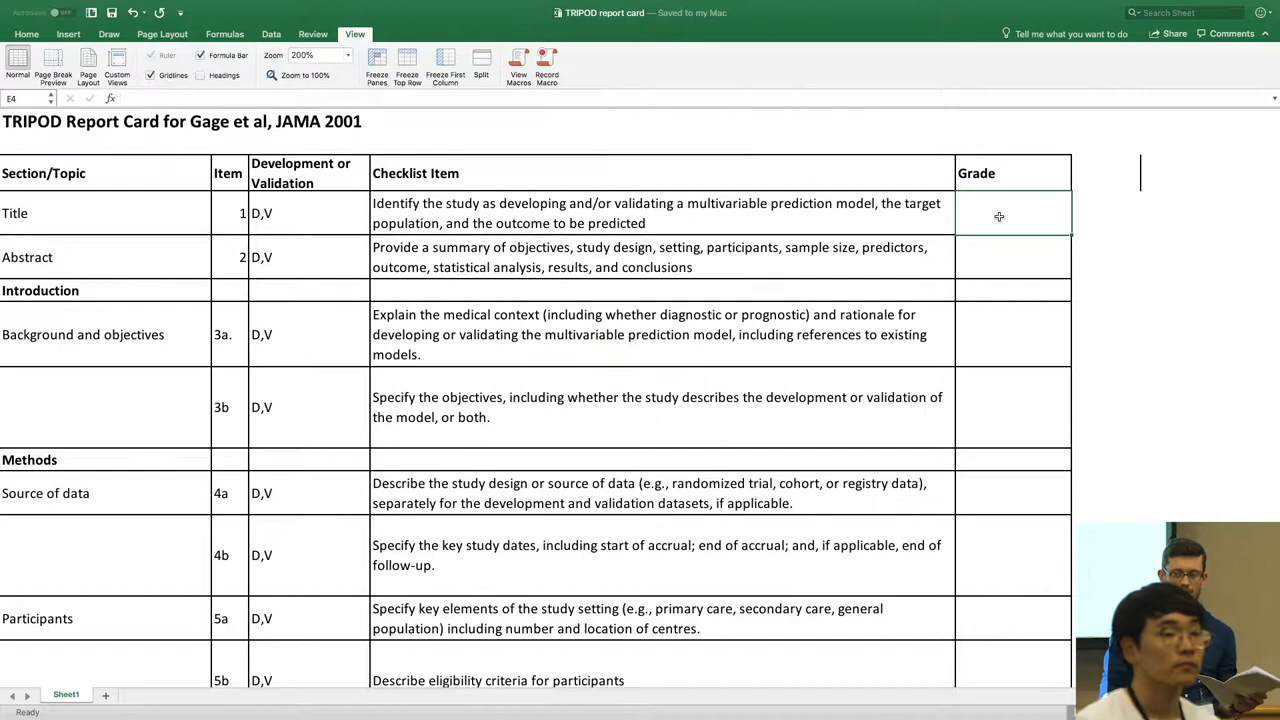 AutoSave OFF
TRIPOD report card — Saved to my Mac
Search Sheet
Home Insert Draw Page Layout Formulas Data Review View
Tell me what you want to do Share Comments
Ruler Formula Bar Zoom 200%
Gridlines Headings Zoom to 100%
Normal Page Break Preview Page Layout Custom Views Freeze Panes Freeze Top Row Freeze First Column Split View Macros Record Macro
E4 fx
TRIPOD Report Card for Gage et al, JAMA 2001
Section/Topic Item Development or Validation Checklist Item Grade
Title 1 D,V Identify the study as developing and/or validating a multivariable prediction model, the target
population, and the outcome to be predicted
Abstract 2 D,V Provide a summary of objectives, study design, setting, participants, sample size, predictors,
outcome, statistical analysis, results, and conclusions
Introduction
Background and objectives 3a. D,V Explain the medical context (including whether diagnostic or prognostic) and rationale for
developing or validating the multivariable prediction model, including references to existing
models.
3b D,V Specify the objectives, including whether the study describes the development or validation of
the model, or both.
Methods
Source of data 4a D,V Describe the study design or source of data (e.g., randomized trial, cohort, or registry data),
separately for the development and validation datasets, if applicable.
4b D,V Specify the key study dates, including start of accrual; end of accrual; and, if applicable, end of
follow-up.
Participants 5a D,V Specify key elements of the study setting (e.g., primary care, secondary care, general
population) including number and location of centres.
5b D,V Describe eligibility criteria for participants
Sheet1
Ready